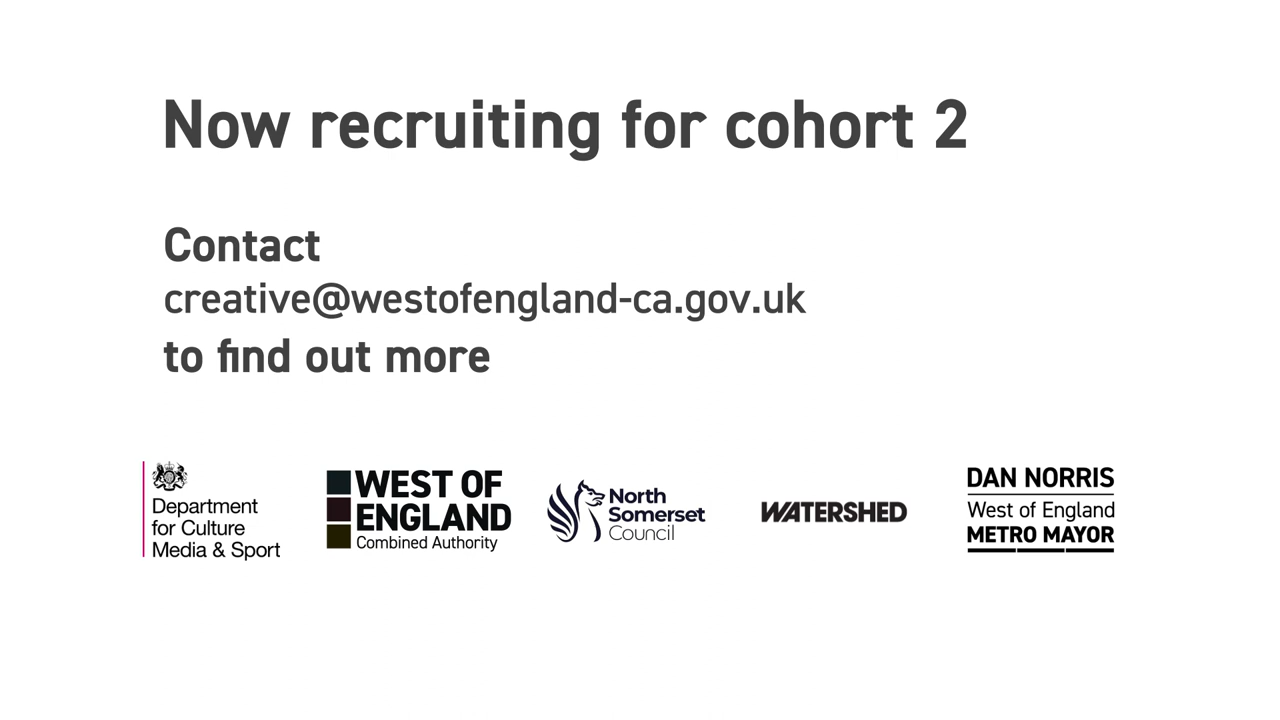 Now recruiting for cohort 2
Contact
creative@westofengland-ca.gov.uk
to find out more
Department
for Culture
Media & Sport
WEST OF
ENGLAND
Combined Authority
North
Somerset
Council
WATERSHED
DAN NORRIS
West of England
METRO MAYOR